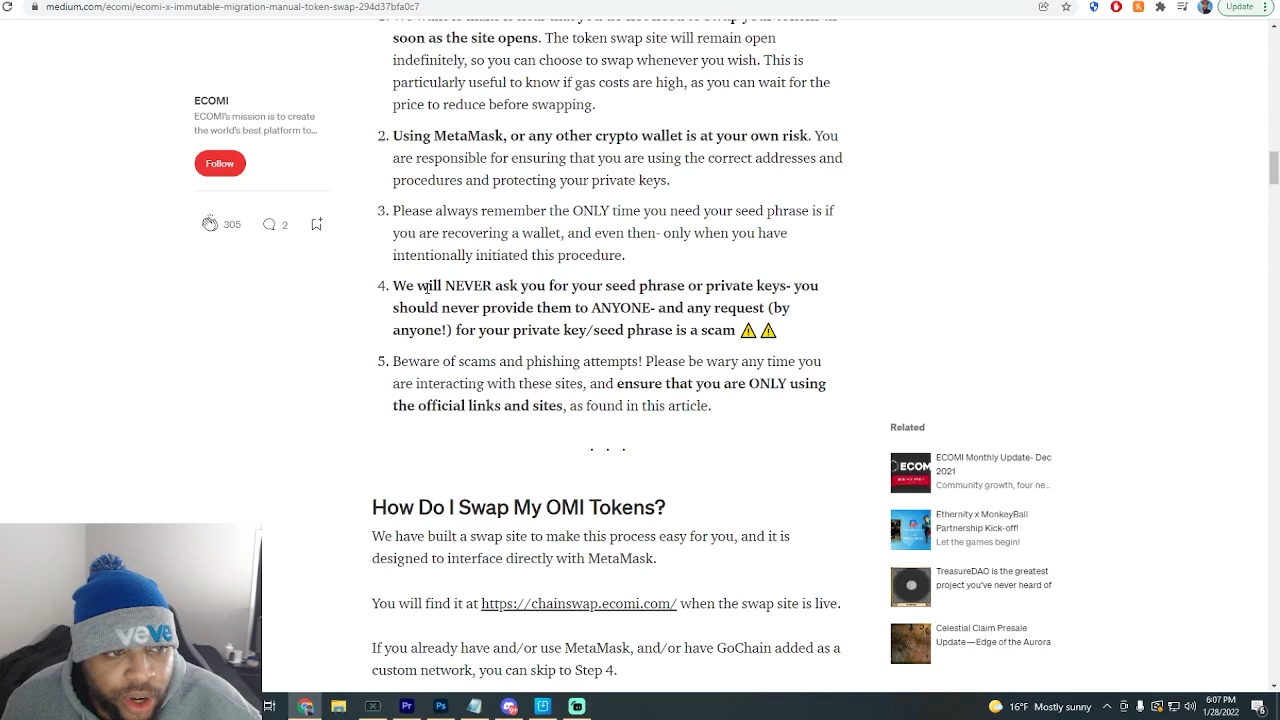 medium.com/ecomi/ecomi-x-immutable-migration-manual-token-swap-294d37bfa0c7
Update
soon as the site opens. The token swap site will remain open
indefinitely, so you can choose to swap whenever you wish. This is
particularly useful to know if gas costs are high, as you can wait for the
price to reduce before swapping.
ECOMI
ECOMI's mission is to create
the world's best platform to...
Follow
305
2
2. Using MetaMask, or any other crypto wallet is at your own risk. You
are responsible for ensuring that you are using the correct addresses and
procedures and protecting your private keys.
3. Please always remember the ONLY time you need your seed phrase is if
you are recovering a wallet, and even then- only when you have
intentionally initiated this procedure.
4. We will NEVER ask you for your seed phrase or private keys- you
should never provide them to ANYONE- and any request (by
anyone!) for your private key/seed phrase is a scam ⚠️ ⚠️
5. Beware of scams and phishing attempts! Please be wary any time you
are interacting with these sites, and ensure that you are ONLY using
the official links and sites, as found in this article.
. . .
How Do I Swap My OMI Tokens?
We have built a swap site to make this process easy for you, and it is
designed to interface directly with MetaMask.
You will find it at https://chainswap.ecomi.com/ when the swap site is live.
If you already have and/or use MetaMask, and/or have GoChain added as a
custom network, you can skip to Step 4.
Related
ECOMI Monthly Update- Dec
2021
Community growth, four ne...
Ethernity x MonkeyBall
Partnership Kick-off!
Let the games begin!
TreasureDAO is the greatest
project you've never heard of
Celestial Claim Presale
Update—Edge of the Aurora
ECOM
veve
Pr
Ps
16°F Mostly sunny
6:07 PM
1/28/2022
6